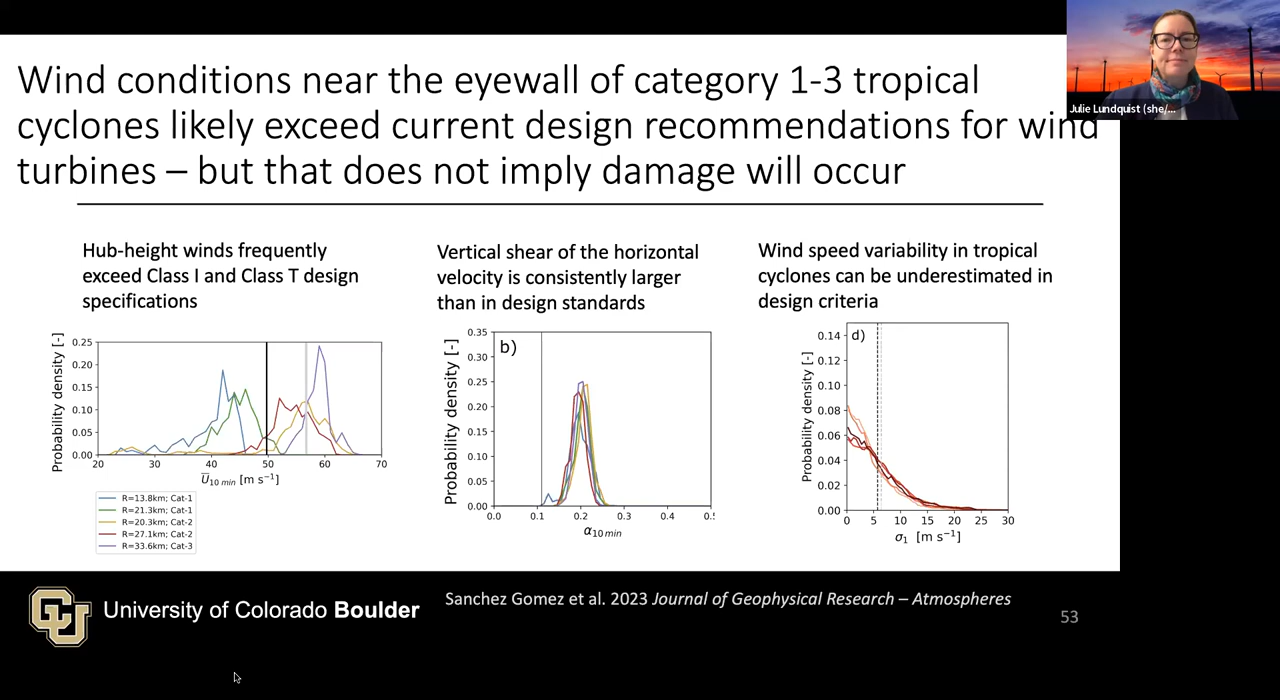 Wind conditions near the eyewall of category 1-3 tropical
cyclones likely exceed current design recommendations for wind
turbines – but that does not imply damage will occur
Julie Lundquist (she/...
Hub-height winds frequently
exceed Class I and Class T design
specifications
Vertical shear of the horizontal
velocity is consistently larger
than in design standards
Wind speed variability in tropical
cyclones can be underestimated in
design criteria
Probability density [-]
0.25
0.20
0.15
0.10
0.05
0.00
20 30 40 50 60 70
U̅10 min [m s⁻¹]
R=13.8km; Cat-1
R=21.3km; Cat-1
R=20.3km; Cat-2
R=27.1km; Cat-2
R=33.6km; Cat-3
b)
Probability density [-]
0.35
0.30
0.25
0.20
0.15
0.10
0.05
0.00
0.0 0.1 0.2 0.3 0.4 0.5
α10 min
d)
Probability density [-]
0.14
0.12
0.10
0.08
0.06
0.04
0.02
0.00
0 5 10 15 20 25 30
σ1 [m s⁻¹]
CU
University of Colorado Boulder
Sanchez Gomez et al. 2023 Journal of Geophysical Research – Atmospheres
53